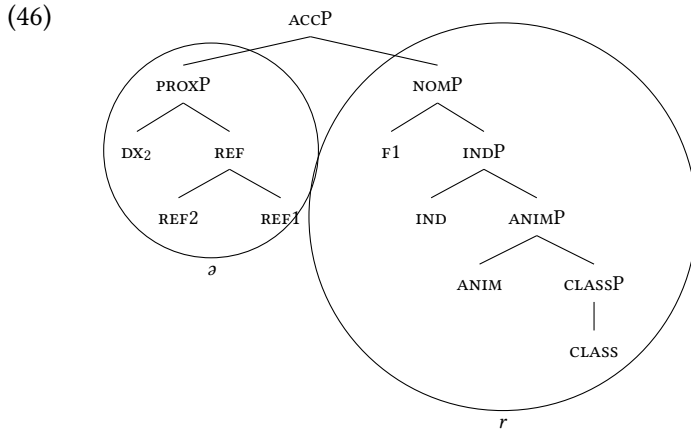 (46)
ACCP
PROXP NOMP
DX2 REF F1 INDP
REF2 REF1 IND ANIMP
ə ANIM CLASSP
CLASS
r